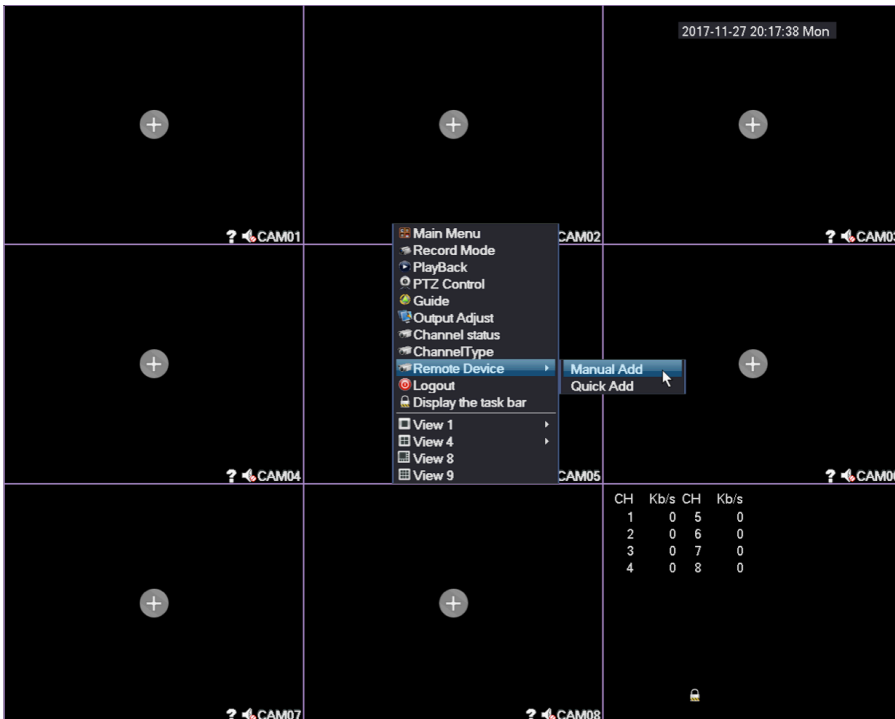 2017-11-27 20:17:38 Mon
? CAM01
CAM02
? CAM03
Main Menu
Record Mode
PlayBack
PTZ Control
Guide
Output Adjust
Channel status
ChannelType
Remote Device
Manual Add
Quick Add
Logout
Display the task bar
View 1
View 4
View 8
View 9
? CAM04
CAM05
? CAM06
CH Kb/s CH Kb/s
1 0 5 0
2 0 6 0
3 0 7 0
4 0 8 0
? CAM07
? CAM08